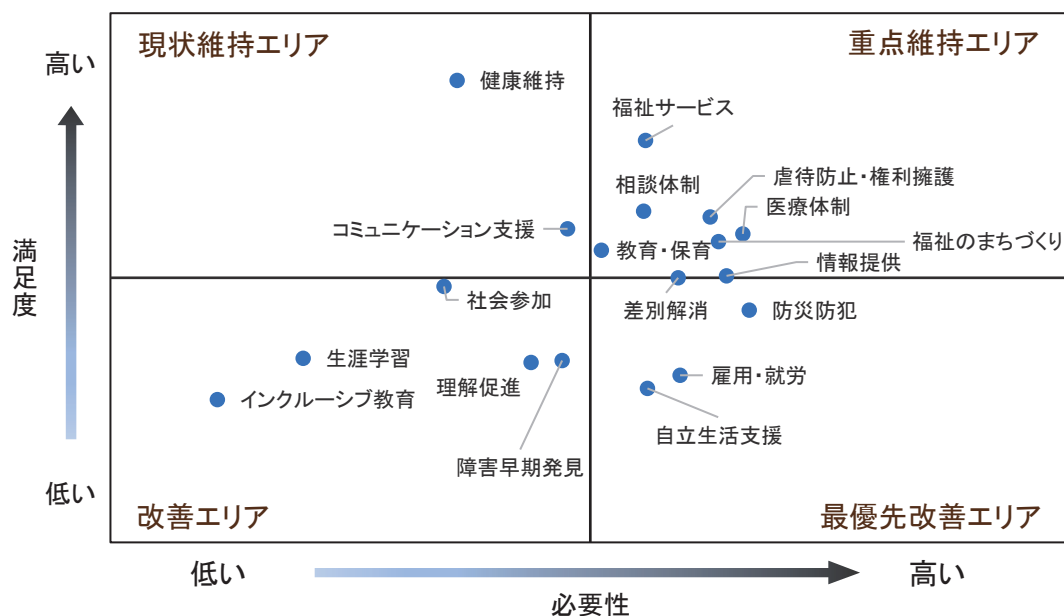 現状維持エリア
重点維持エリア
高い
健康維持
福祉サービス
相談体制
虐待防止・権利擁護
医療体制
コミュニケーション支援
教育・保育
福祉のまちづくり
情報提供
満足度
社会参加
差別解消
防災防犯
生涯学習
理解促進
雇用・就労
インクルーシブ教育
自立生活支援
障害早期発見
低い
改善エリア
最優先改善エリア
低い
高い
必要性